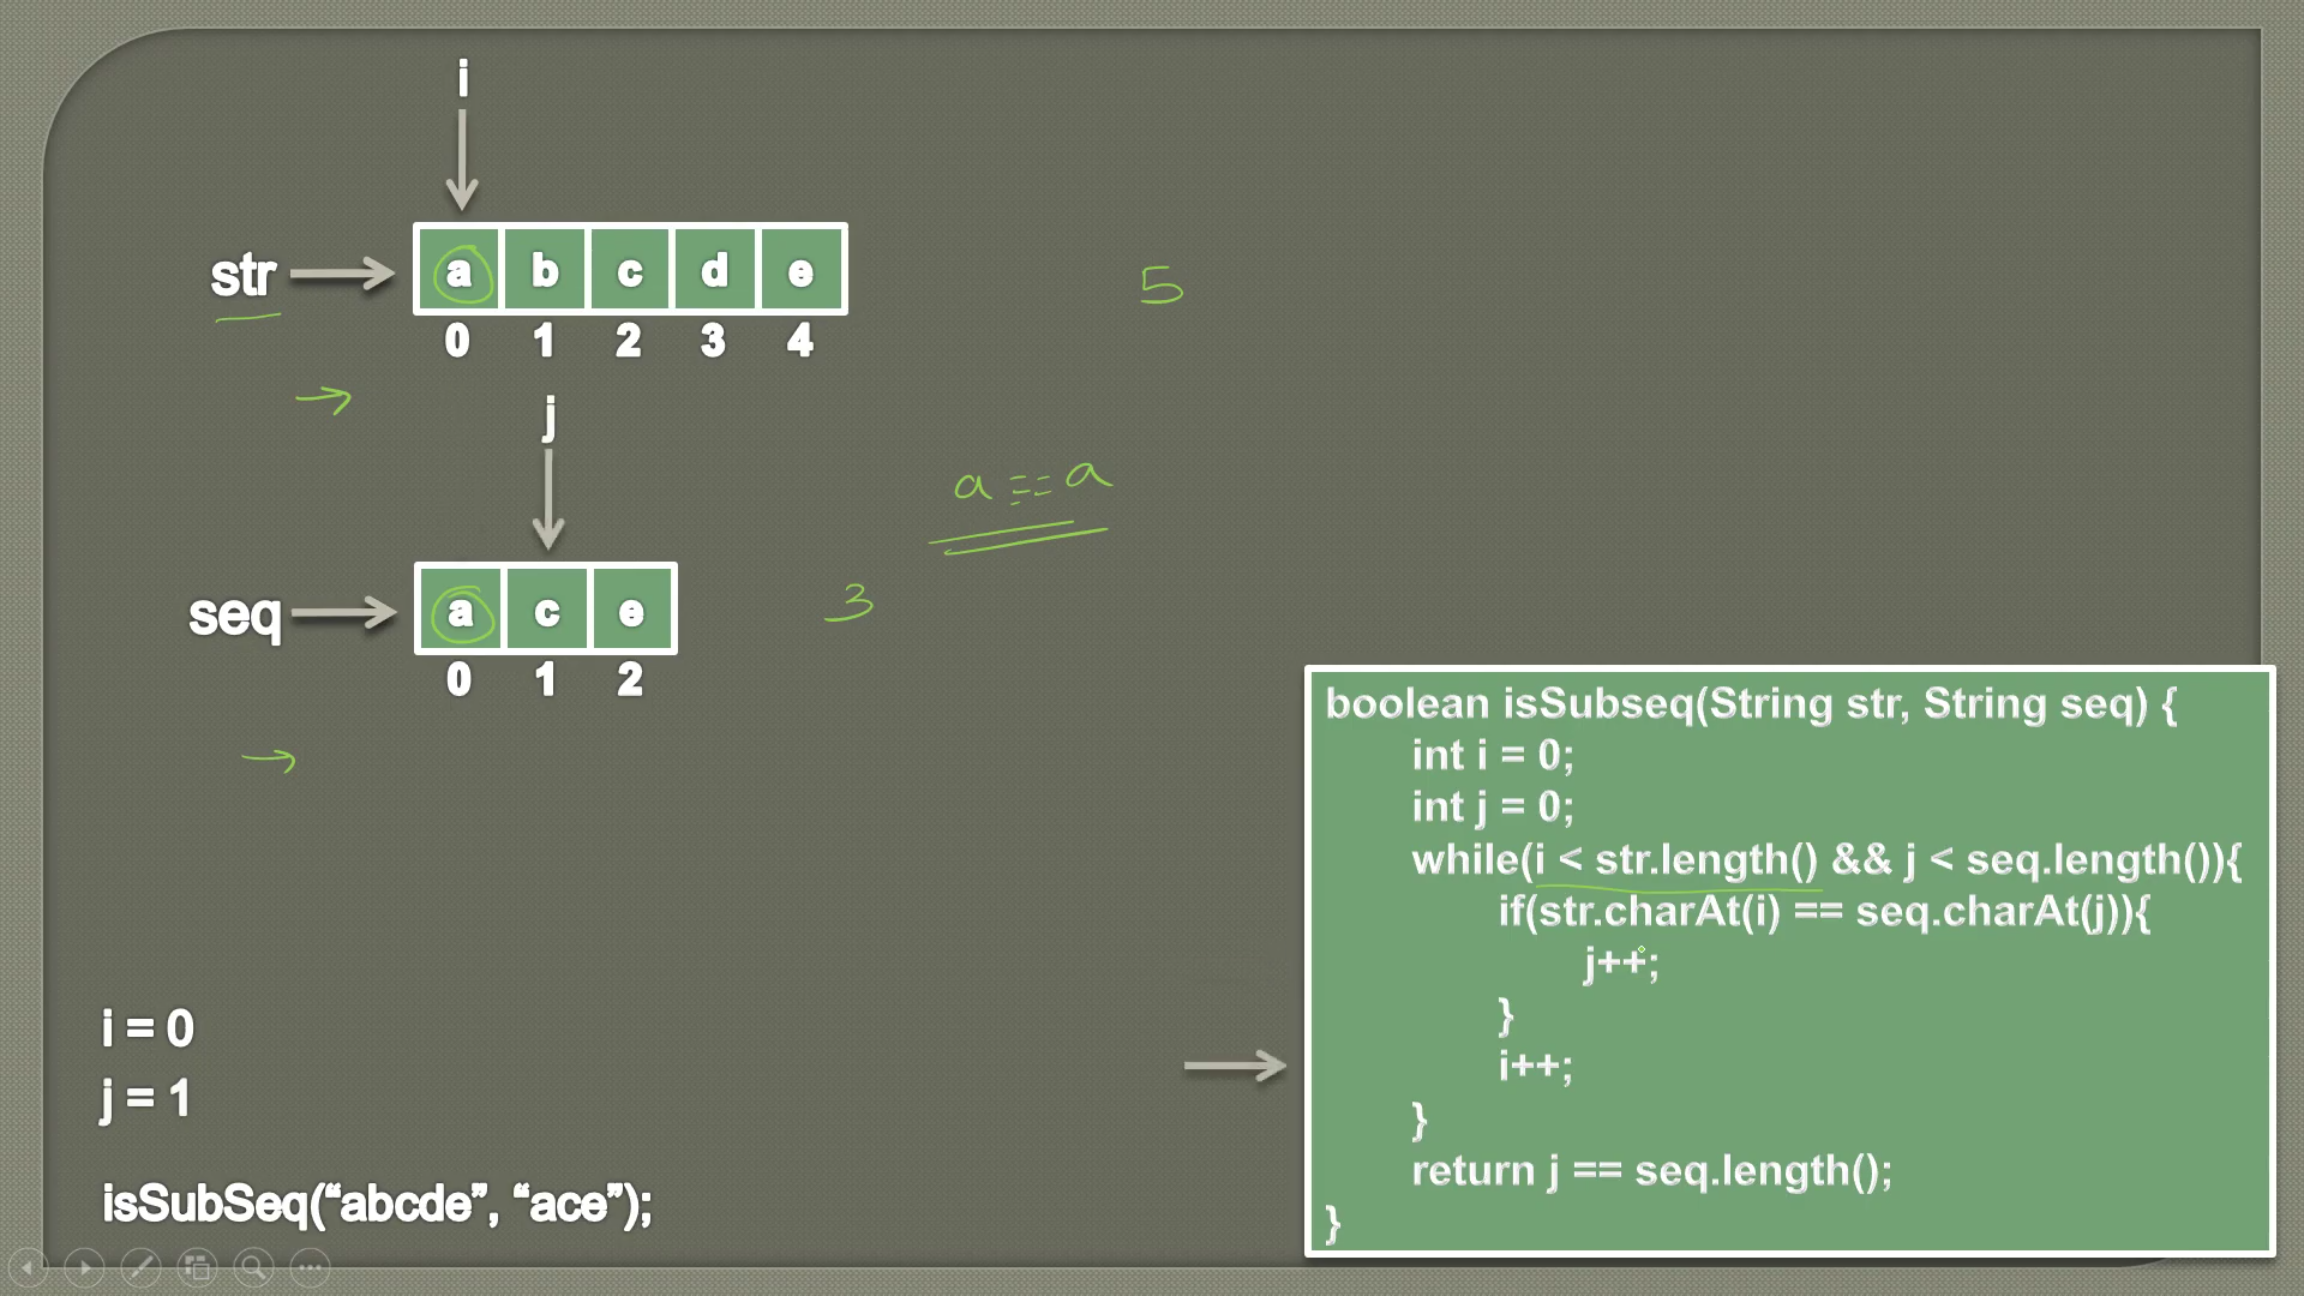 i
str a b c d e 5
0 1 2 3 4
j
a == a
seq a c e 3
0 1 2
boolean isSubseq(String str, String seq) {
int i = 0;
int j = 0;
while(i < str.length() && j < seq.length()){
if(str.charAt(i) == seq.charAt(j)){
j++;
}
i++;
}
return j == seq.length();
}
i = 0
j = 1
isSubSeq(“abcde”, “ace”);